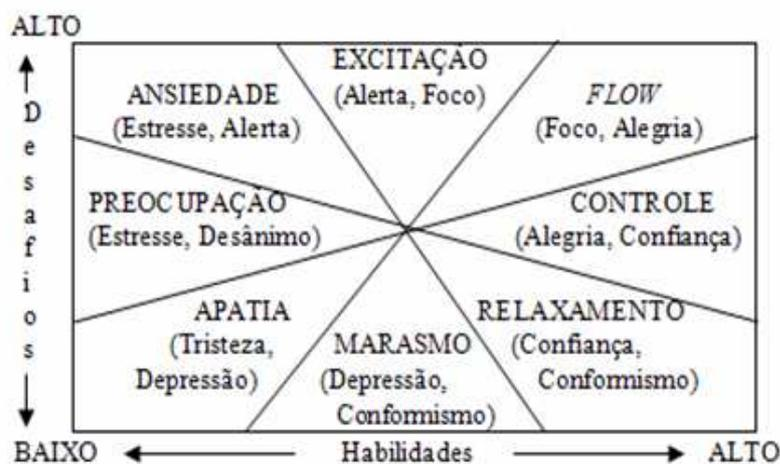 ALTO
EXCITAÇÃO
(Alerta, Foco)
ANSIEDADE
(Estresse, Alerta)
FLOW
(Foco, Alegria)
Desafios
PREOCUPAÇÃO
(Estresse, Desânimo)
CONTROLE
(Alegria, Confiança)
APATIA
(Tristeza,
Depressão)
MARASMO
(Depressão,
Conformismo)
RELAXAMENTO
(Confiança,
Conformismo)
BAIXO
Habilidades
ALTO